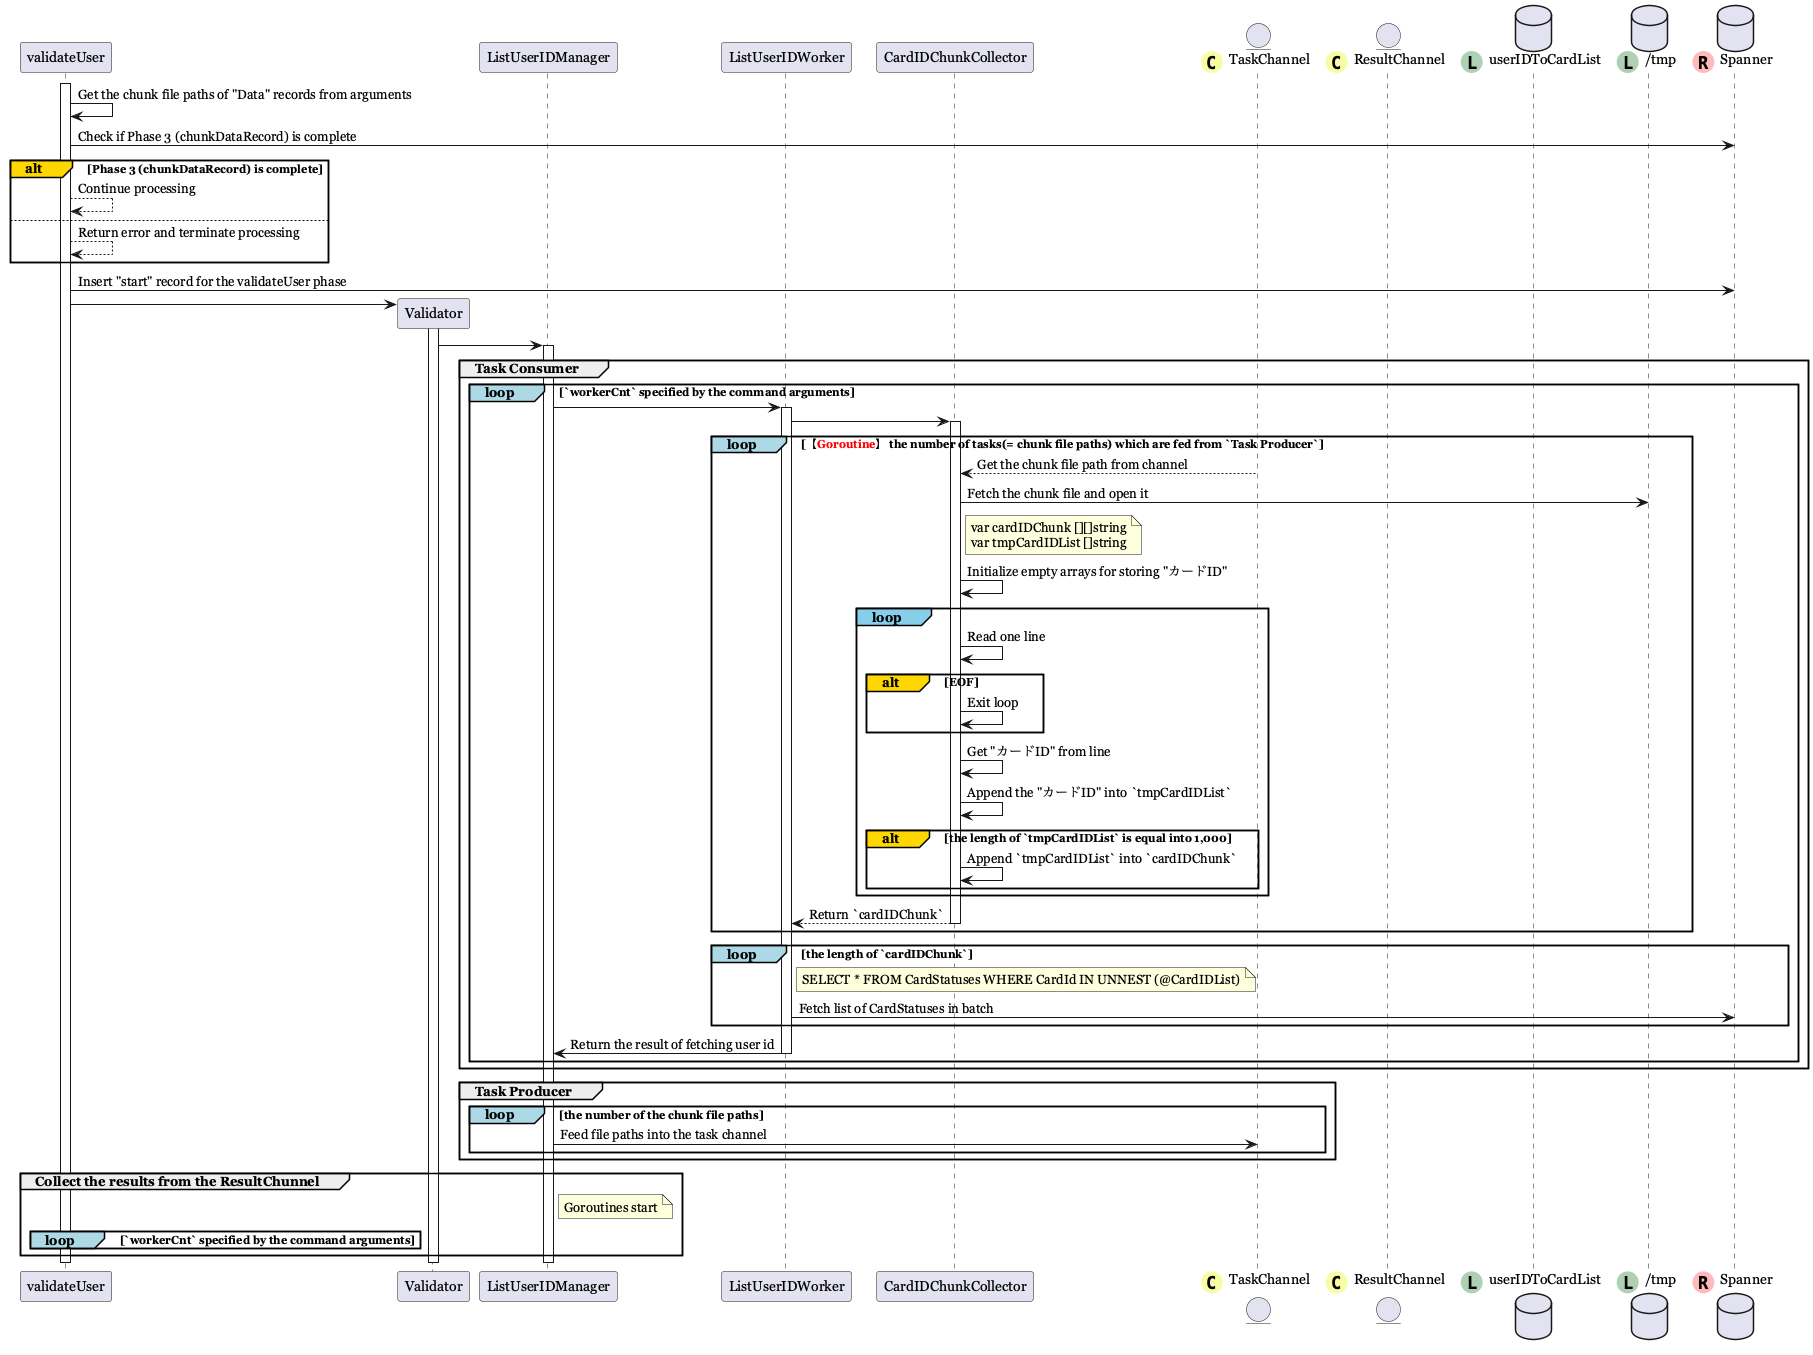 validateUser
ListUserIDManager
ListUserIDWorker
CardIDChunkCollector
C TaskChannel
C ResultChannel
L userIDToCardList
L /tmp
R Spanner
Get the chunk file paths of "Data" records from arguments
Check if Phase 3 (chunkDataRecord) is complete
alt [Phase 3 (chunkDataRecord) is complete]
Continue processing
Return error and terminate processing
Insert "start" record for the validateUser phase
Validator
Task Consumer
loop [`workerCnt` specified by the command arguments]
loop [【Goroutine】 the number of tasks(= chunk file paths) which are fed from `Task Producer`]
Get the chunk file path from channel
Fetch the chunk file and open it
var cardIDChunk [][]string
var tmpCardIDList []string
Initialize empty arrays for storing "カードID"
loop
Read one line
alt [EOF]
Exit loop
Get "カードID" from line
Append the "カードID" into `tmpCardIDList`
alt [the length of `tmpCardIDList` is equal into 1,000]
Append `tmpCardIDList` into `cardIDChunk`
Return `cardIDChunk`
loop [the length of `cardIDChunk`]
SELECT * FROM CardStatuses WHERE CardId IN UNNEST (@CardIDList)
Fetch list of CardStatuses in batch
Return the result of fetching user id
Task Producer
loop [the number of the chunk file paths]
Feed file paths into the task channel
Collect the results from the ResultChunnel
Goroutines start
loop [`workerCnt` specified by the command arguments]
validateUser
Validator
ListUserIDManager
ListUserIDWorker
CardIDChunkCollector
C TaskChannel
C ResultChannel
L userIDToCardList
L /tmp
R Spanner